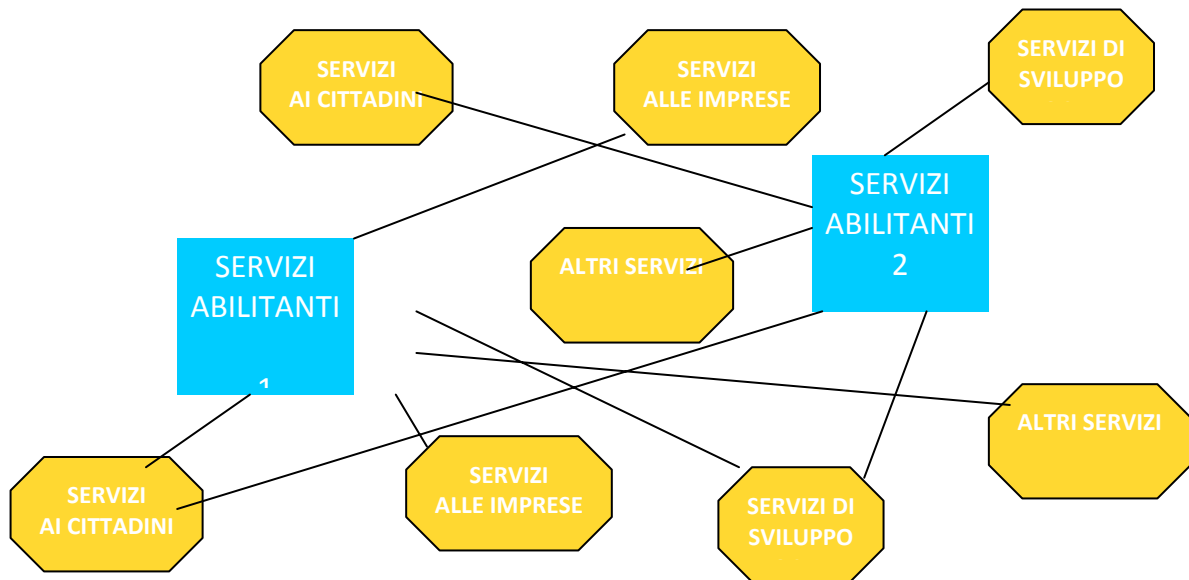 SERVIZI
AI CITTADINI
SERVIZI
ALLE IMPRESE
SERVIZI DI
SVILUPPO
SERVIZI
ABILITANTI
2
ALTRI SERVIZI
SERVIZI
ABILITANTI
1
ALTRI SERVIZI
SERVIZI
AI CITTADINI
SERVIZI
ALLE IMPRESE
SERVIZI DI
SVILUPPO